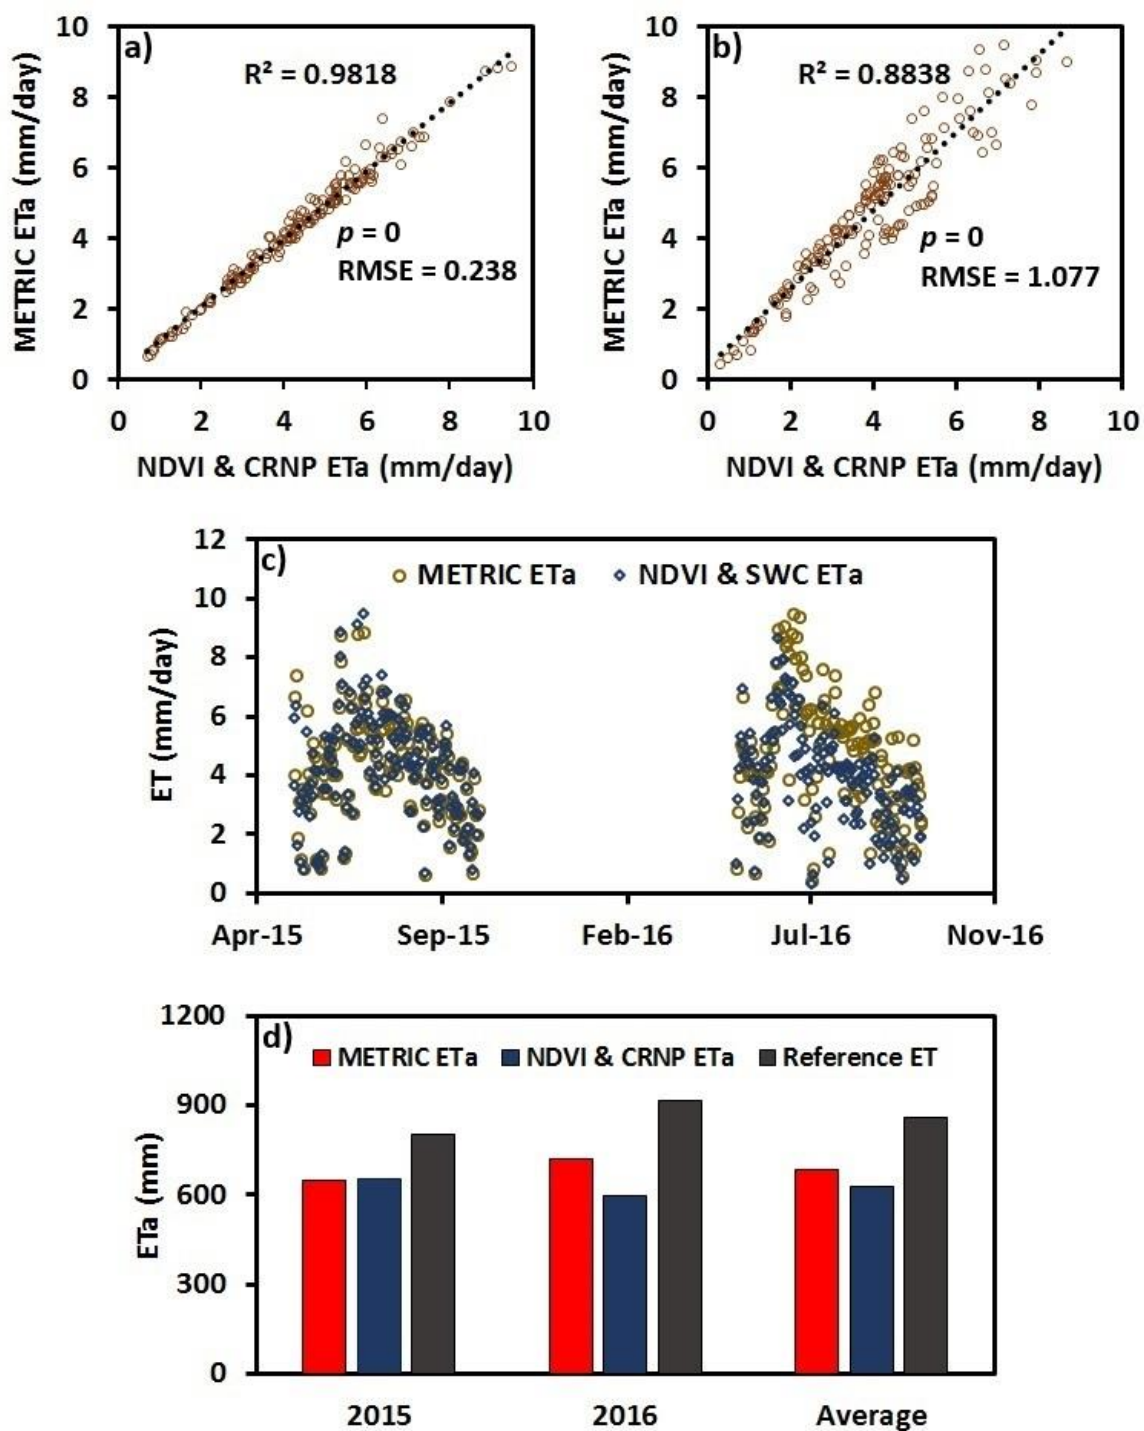 a)
R² = 0.9818
p = 0
RMSE = 0.238
METRIC ETa (mm/day)
10
8
6
4
2
0
0 2 4 6 8 10
NDVI & CRNP ETa (mm/day)
b)
R² = 0.8838
p = 0
RMSE = 1.077
METRIC ETa (mm/day)
10
8
6
4
2
0
0 2 4 6 8 10
NDVI & CRNP ETa (mm/day)
c)
METRIC ETa NDVI & SWC ETa
ET (mm/day)
12
10
8
6
4
2
0
Apr-15 Sep-15 Feb-16 Jul-16 Nov-16
d)
METRIC ETa NDVI & CRNP ETa Reference ET
ETa (mm)
1200
900
600
300
0
2015 2016 Average